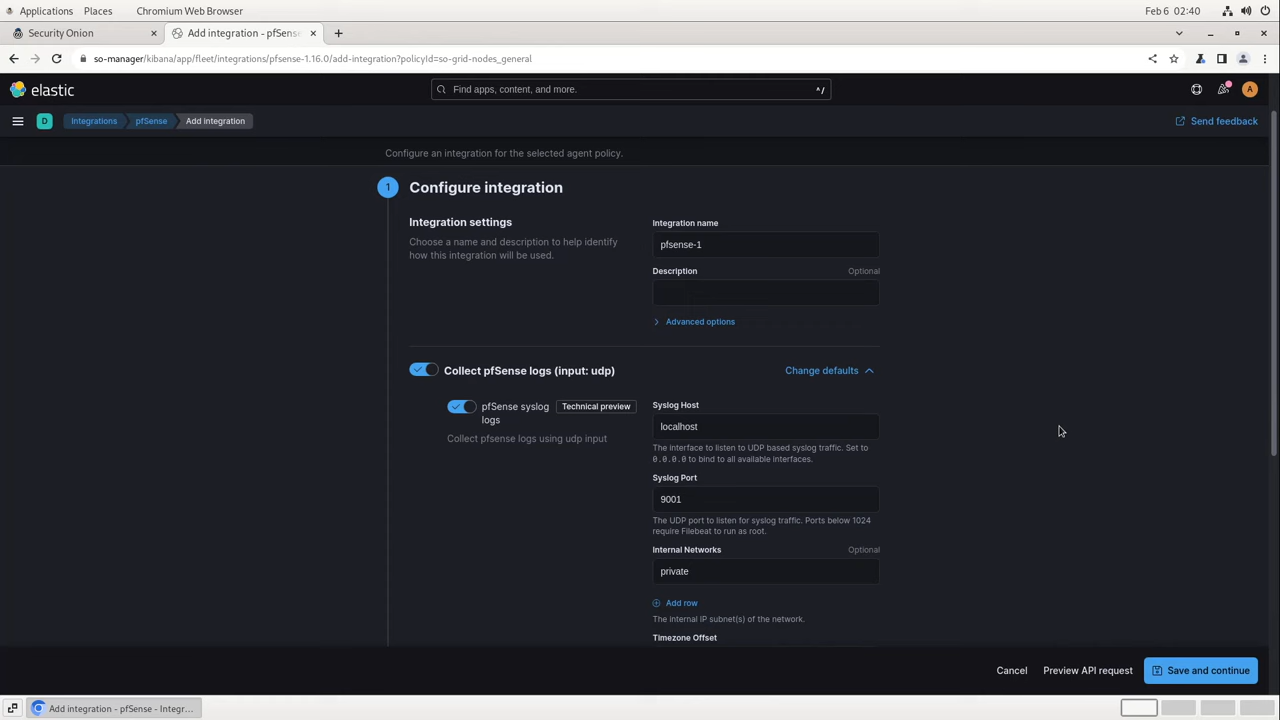 Applications Places Chromium Web Browser Feb 6 02:40
Security Onion × Add integration - pfSense × +
so-manager/kibana/app/fleet/integrations/pfsense-1.16.0/add-integration?policyId=so-grid-nodes_general
elastic Find apps, content, and more. ^/ A
D Integrations pfSense Add integration Send feedback
Configure an integration for the selected agent policy.
1 Configure integration
Integration settings
Choose a name and description to help identify
how this integration will be used.
Integration name
pfsense-1
Description Optional
Advanced options
Collect pfSense logs (input: udp) Change defaults
pfSense syslog
logs
Technical preview
Collect pfsense logs using udp input
Syslog Host
localhost
The interface to listen to UDP based syslog traffic. Set to
0.0.0.0 to bind to all available interfaces.
Syslog Port
9001
The UDP port to listen for syslog traffic. Ports below 1024
require Filebeat to run as root.
Internal Networks Optional
private
Add row
The internal IP subnet(s) of the network.
Timezone Offset
Cancel Preview API request Save and continue
Add integration - pfSense - Integr...